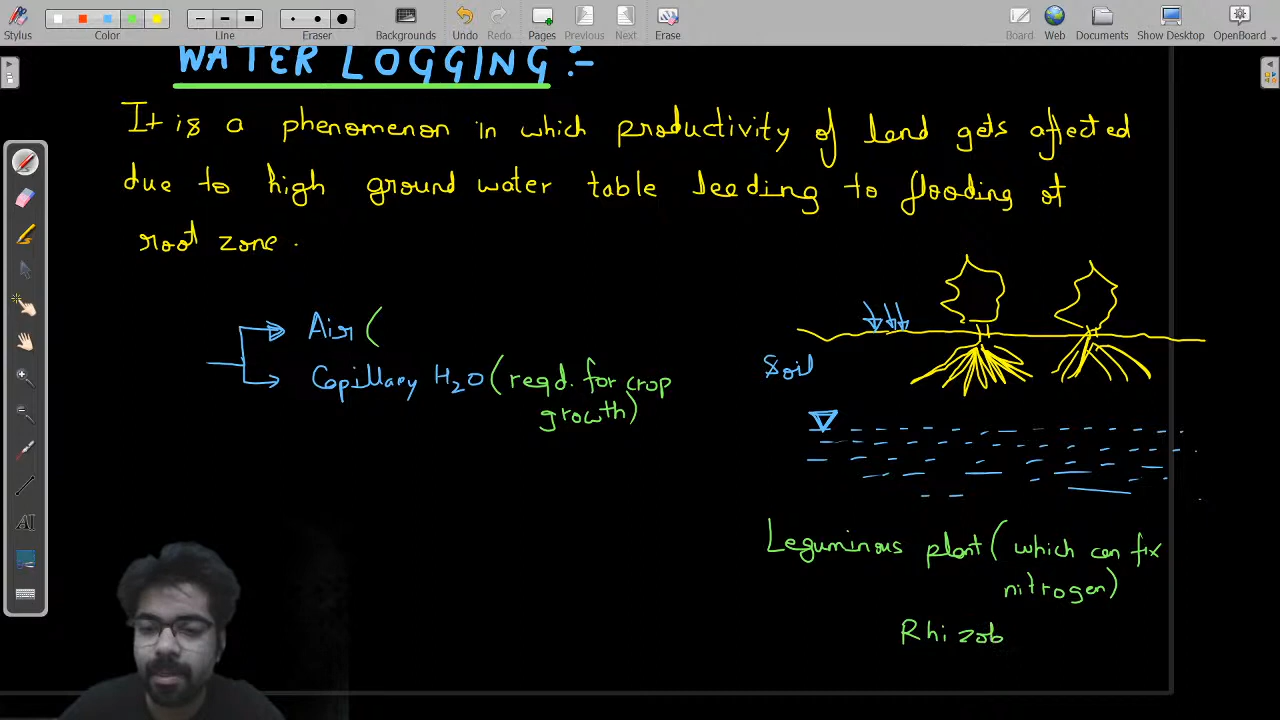 Stylus
Color
Line
Eraser
Backgrounds
Undo
Redo
Pages
Previous
Next
Erase
Board
Web
Documents
Show Desktop
OpenBoard
WATER LOGGING :-
It is a phenomenon in which productivity of land gets affected
due to high ground water table leeding to flooding of
root zone.
Air (
Capillary H2O (reqd. for crop
growth)
Soil
Leguminous plant (which can fix
nitrogen)
Rhizob